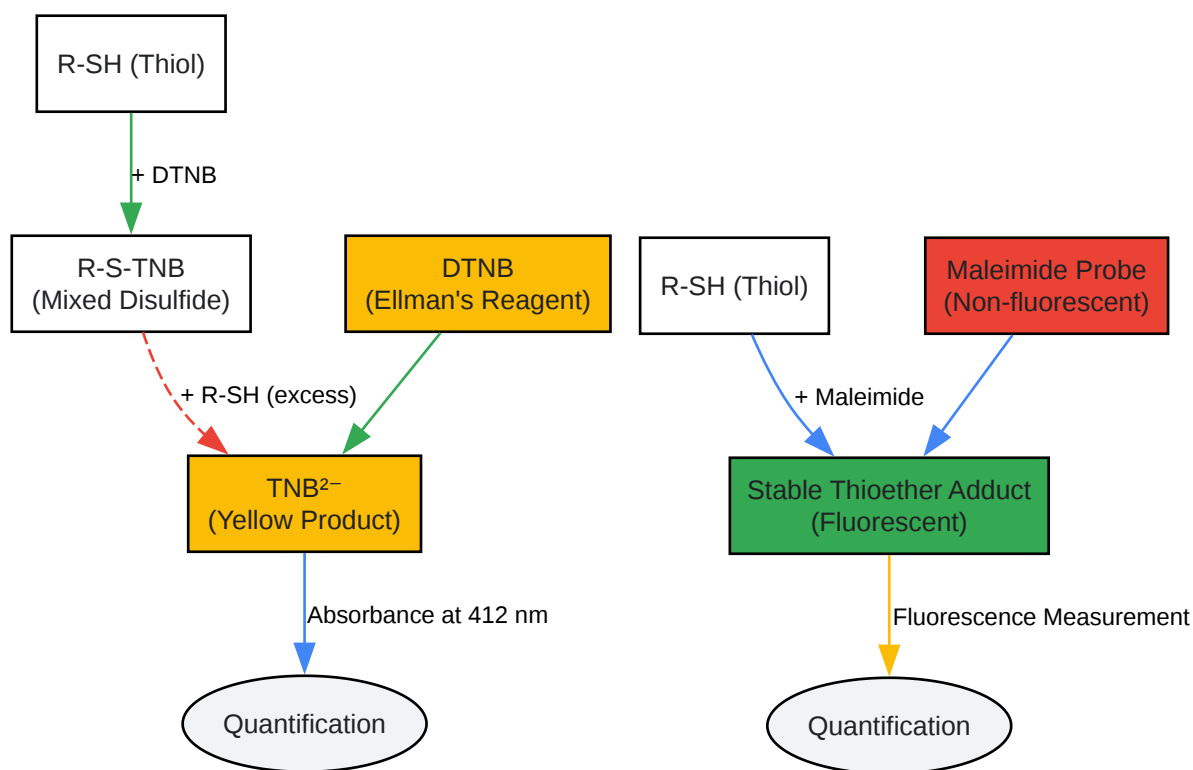 R-SH (Thiol)
+ DTNB
R-S-TNB
(Mixed Disulfide)
DTNB
(Ellman's Reagent)
+ R-SH (excess)
TNB²⁻
(Yellow Product)
Absorbance at 412 nm
Quantification
R-SH (Thiol)
Maleimide Probe
(Non-fluorescent)
+ Maleimide
Stable Thioether Adduct
(Fluorescent)
Fluorescence Measurement
Quantification